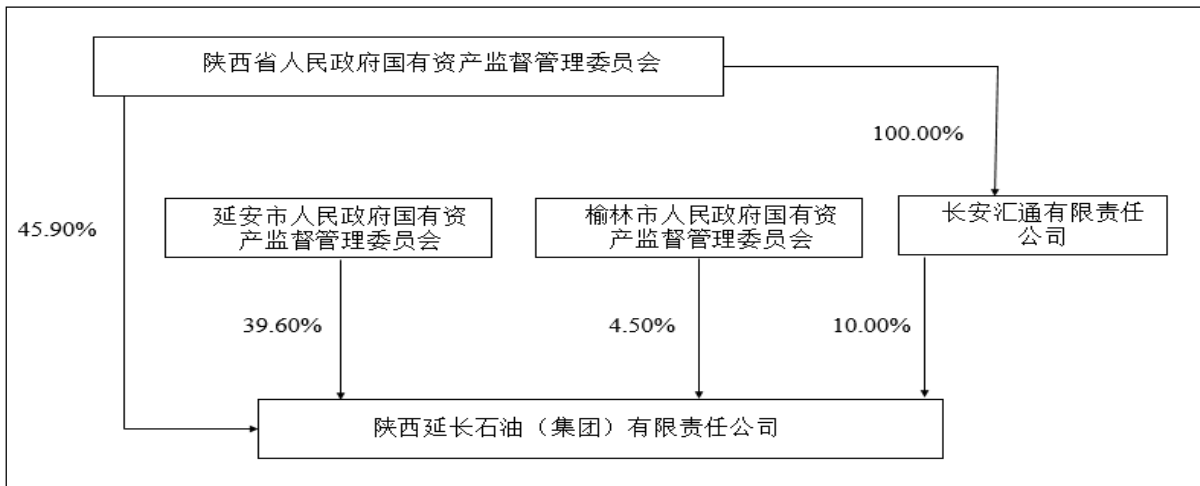 陕西省人民政府国有资产监督管理委员会
100.00%
延安市人民政府国有资
产监督管理委员会
榆林市人民政府国有资
产监督管理委员会
长安汇通有限责任
公司
45.90%
39.60%
4.50%
10.00%
陕西延长石油（集团）有限责任公司